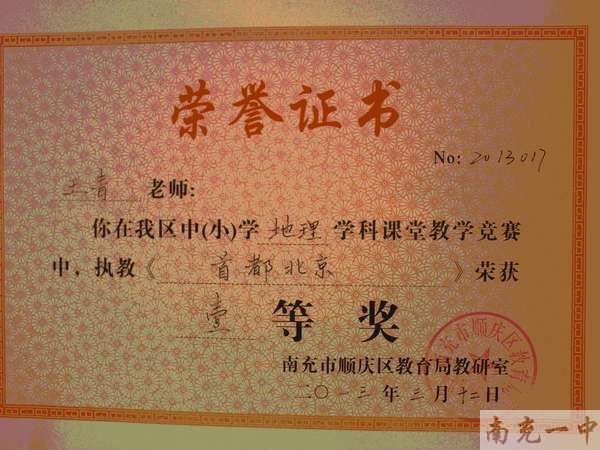 荣誉证书
No: 2013017
王青 老师:
你在我区中(小)学 地理 学科课堂教学竞赛
中，执教《 首都北京 》荣获
壹 等 奖
南充市顺庆区教育局教研室
二〇一三年三月十二日
南充一中